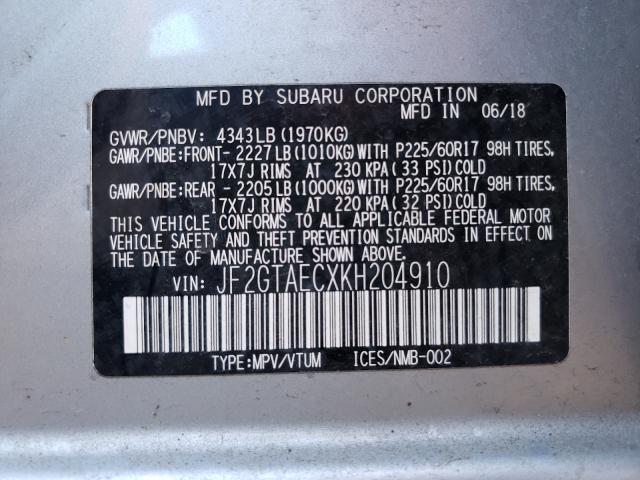 MFD BY SUBARU CORPORATION
MFD IN 06/18
GVWR/PNBV: 4343LB(1970KG)
GAWR/PNBE:FRONT- 2227LB(1010KG)WITH P225/60R17 98H TIRES,
17X7J RIMS AT 230 KPA(33 PSI)COLD
GAWR/PNBE:REAR - 2205LB(1000KG)WITH P225/60R17 98H TIRES,
17X7J RIMS AT 220 KPA(32 PSI)COLD
THIS VEHICLE CONFORMS TO ALL APPLICABLE FEDERAL MOTOR
VEHICLE SAFETY AND THEFT PREVENTION STANDARDS IN EFFECT ON
THE DATE OF MANUFACTURE SHOWN ABOVE.
VIN: JF2GTAECXKH204910
TYPE:MPV/VTUM ICES/NMB-002